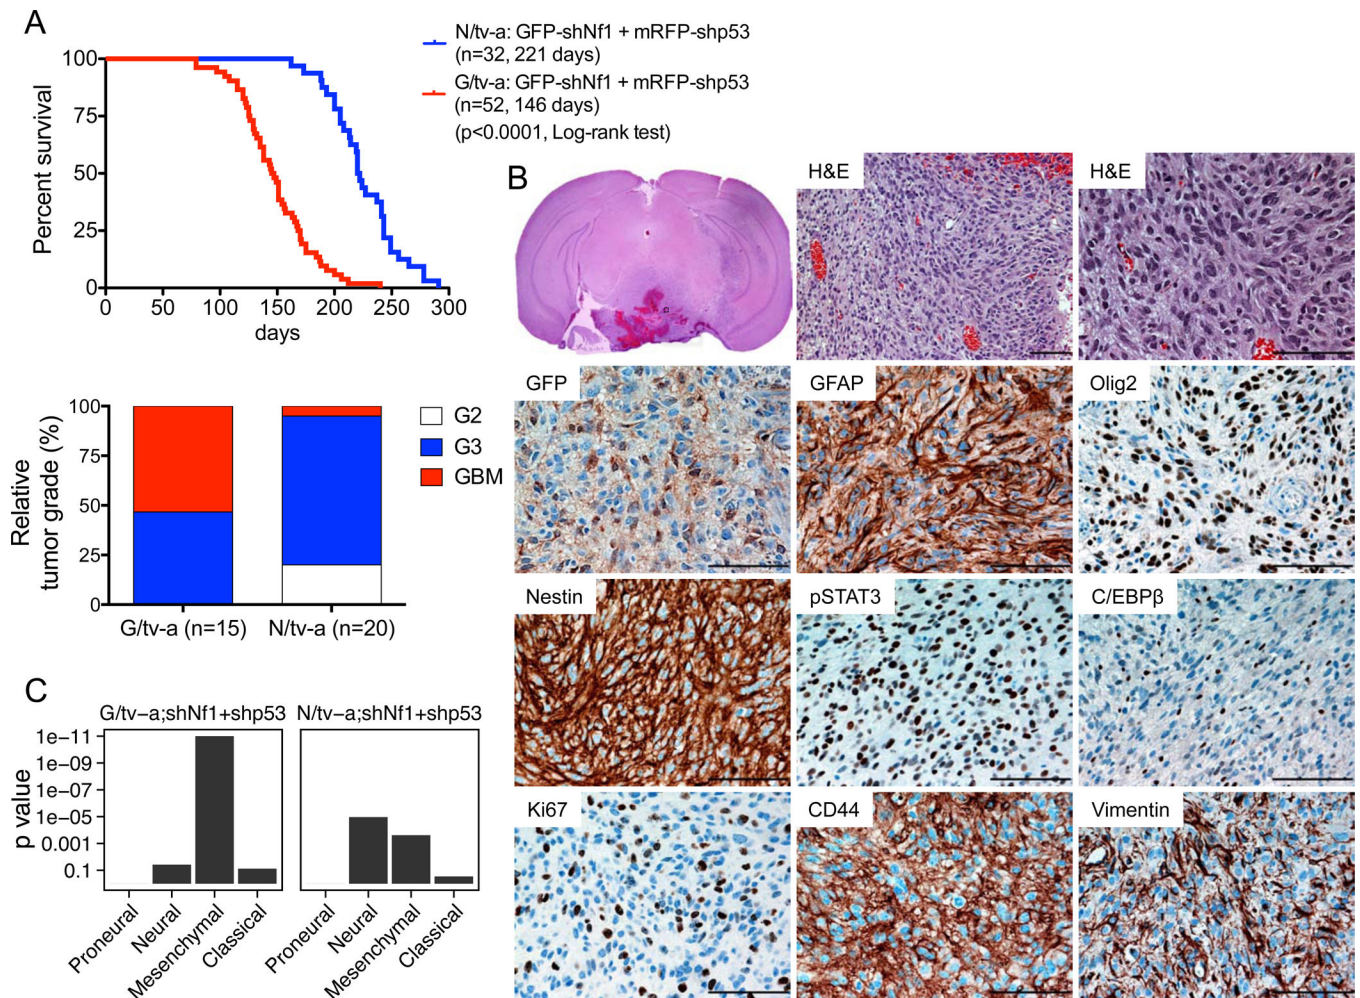 A
N/tv-a: GFP-shNf1 + mRFP-shp53
(n=32, 221 days)
G/tv-a: GFP-shNf1 + mRFP-shp53
(n=52, 146 days)
(p<0.0001, Log-rank test)
Percent survival
100
75
50
25
0
0 50 100 150 200 250 300
days
Relative
tumor grade (%)
100
75
50
25
0
G/tv-a (n=15) N/tv-a (n=20)
G2
G3
GBM
B
H&E
H&E
GFP
GFAP
Olig2
Nestin
pSTAT3
C/EBPβ
Ki67
CD44
Vimentin
C
G/tv−a;shNf1+shp53 N/tv−a;shNf1+shp53
p value
1e−11
1e−09
1e−07
1e−05
0.001
0.1
Proneural
Neural
Mesenchymal
Classical
Proneural
Neural
Mesenchymal
Classical